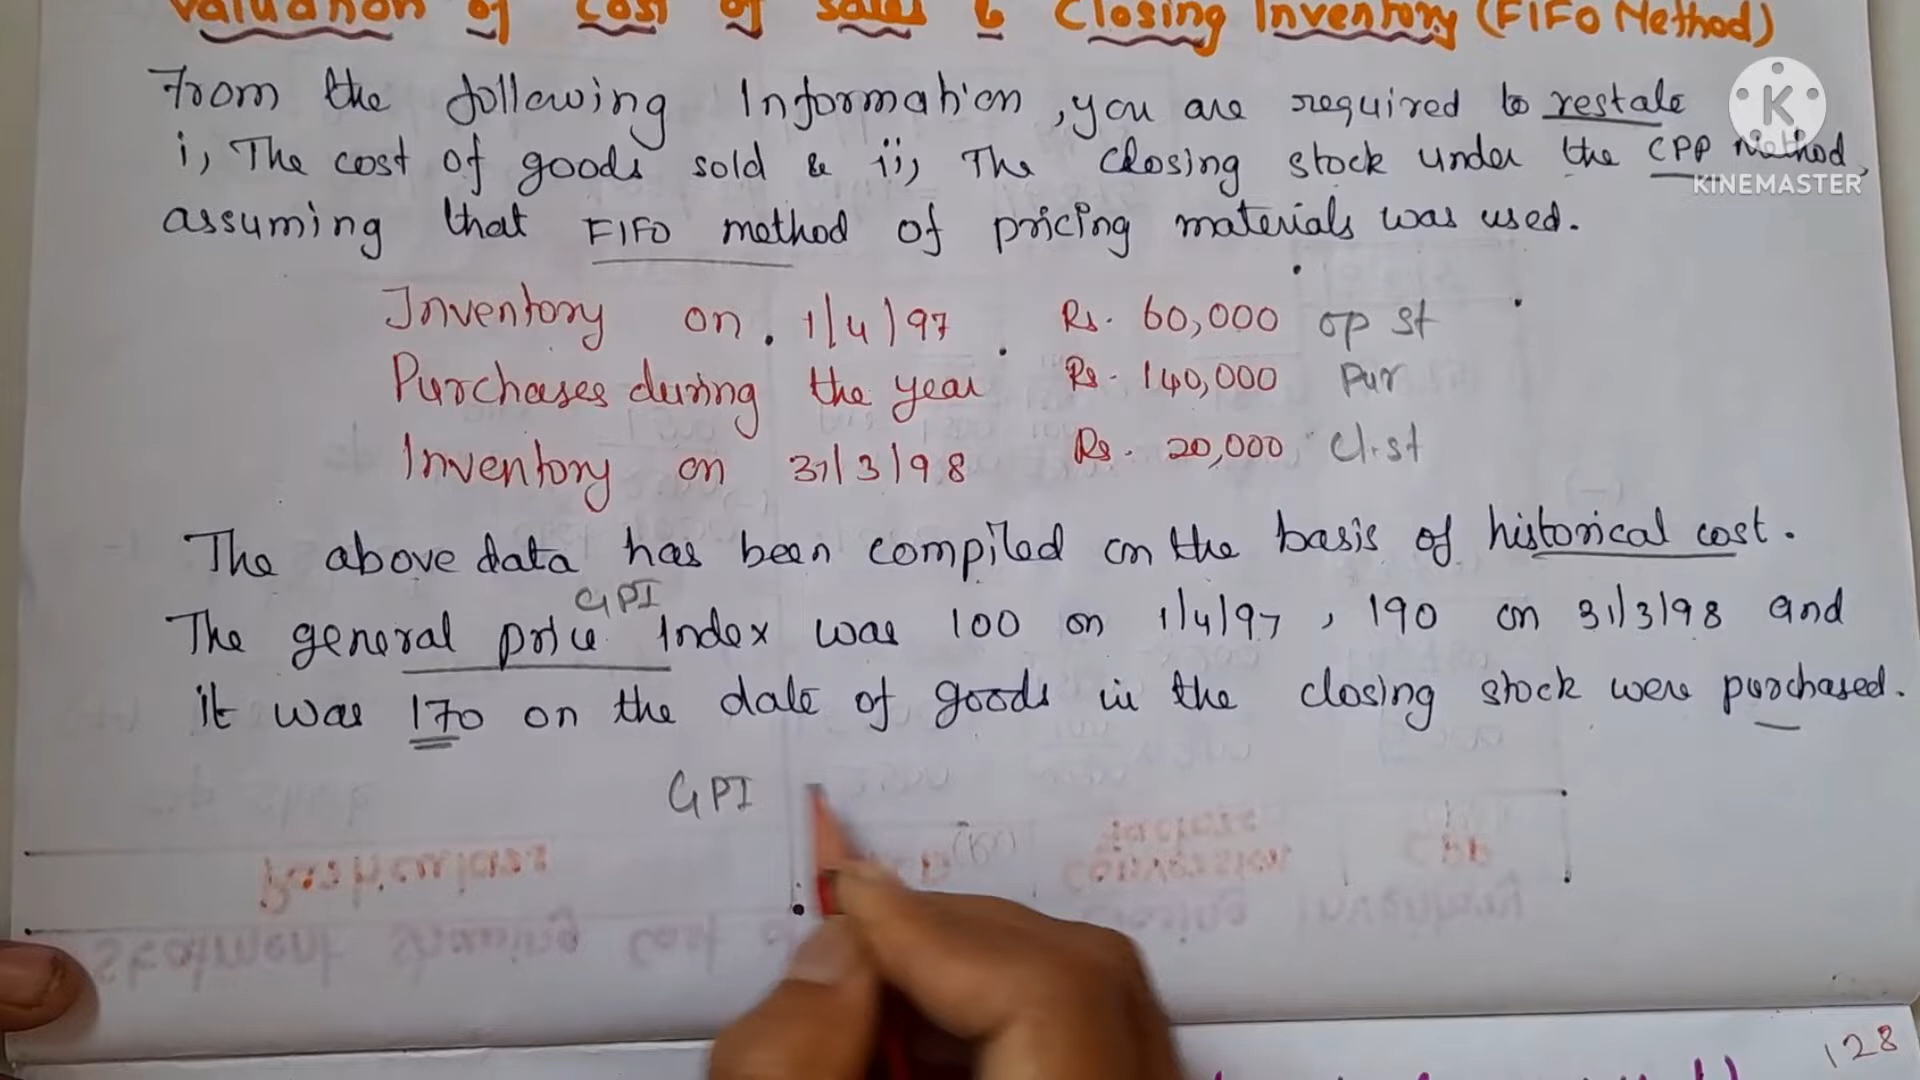 Valuation of Cost of Sales & Closing Inventory (FIFO Method)
From the following Information, you are required to restate
i, The cost of goods sold & ii, The closing stock under the CPP Method,
assuming that FIFO method of pricing materials was used.
Inventory on 1/4/97 Rs. 60,000 op st
Purchases during the year Rs. 140,000 Pur
Inventory on 31/3/98 Rs. 20,000 cl.st
The above data has been compiled on the basis of historical cost.
GPI
The general price Index was 100 on 1/4/97, 190 on 31/3/98 and
it was 170 on the date of goods in the closing stock were purchased.
GPI
128
K
KINEMASTER